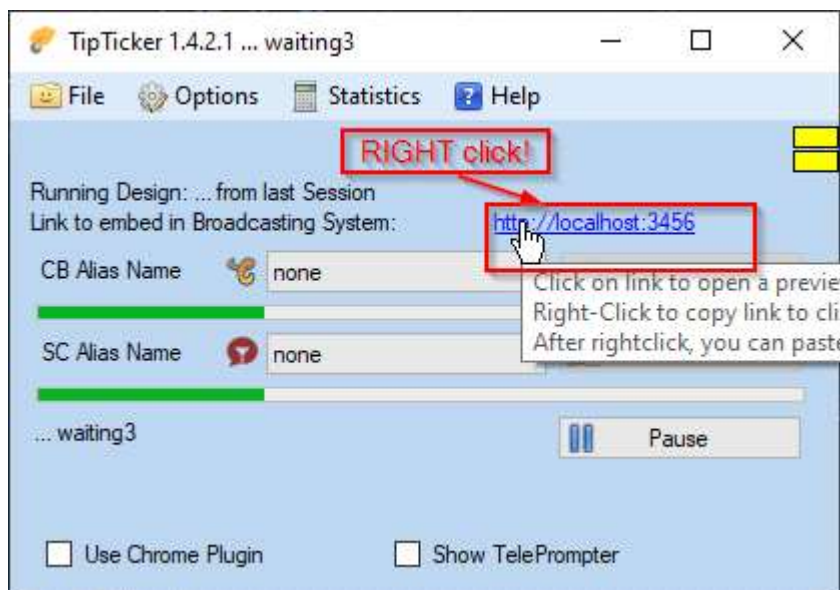 TipTicker 1.4.2.1 ... waiting3
File Options Statistics Help
RIGHT click!
Running Design: ... from last Session
Link to embed in Broadcasting System: http://localhost:3456
CB Alias Name none
Click on link to open a previe
Right-Click to copy link to cli
After rightclick, you can paste
SC Alias Name none
... waiting3
Pause
Use Chrome Plugin Show TelePrompter